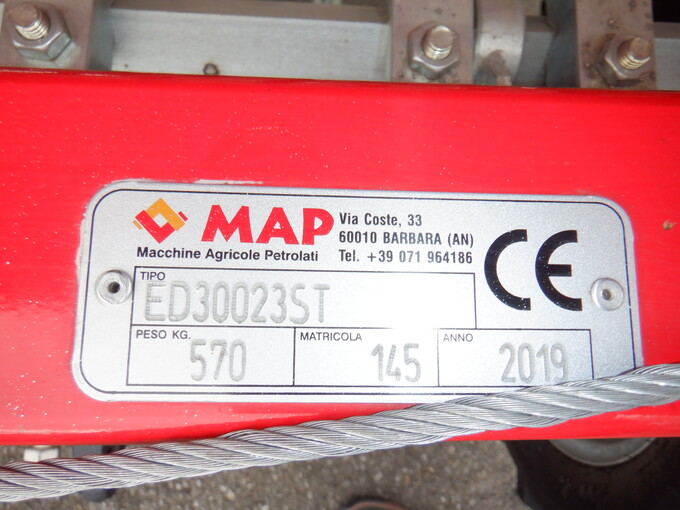 MAP
Macchine Agricole Petrolati
Via Coste, 33
60010 BARBARA (AN)
Tel. +39 071 964186
CE
TIPO
ED30023ST
PESO KG.
570
MATRICOLA
145
ANNO
2019